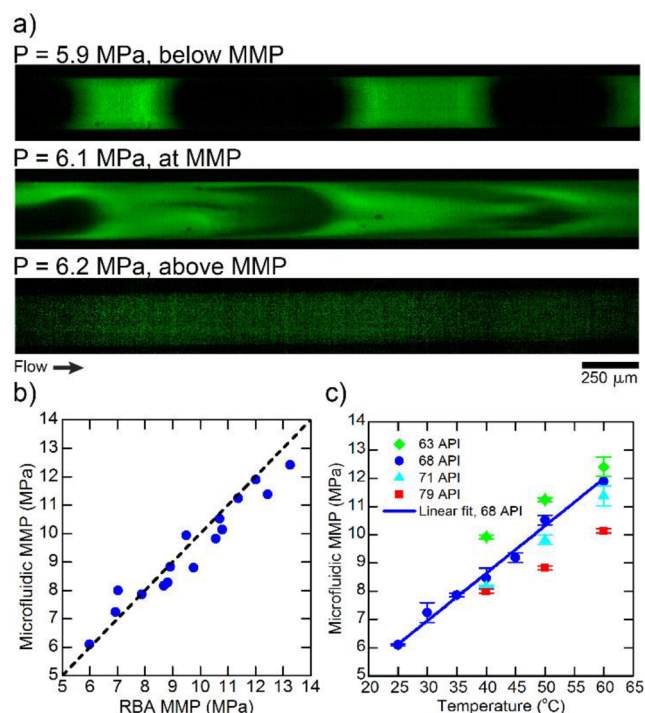 a)
P = 5.9 MPa, below MMP
P = 6.1 MPa, at MMP
P = 6.2 MPa, above MMP
Flow
250 μm
b)
14
13
12
11
10
9
8
7
6
5
Microfluidic MMP (MPa)
5 6 7 8 9 10 11 12 13 14
RBA MMP (MPa)
c)
14
13
12
11
10
9
8
7
6
5
Microfluidic MMP (MPa)
63 API
68 API
71 API
79 API
Linear fit, 68 API
20 25 30 35 40 45 50 55 60 65
Temperature (°C)